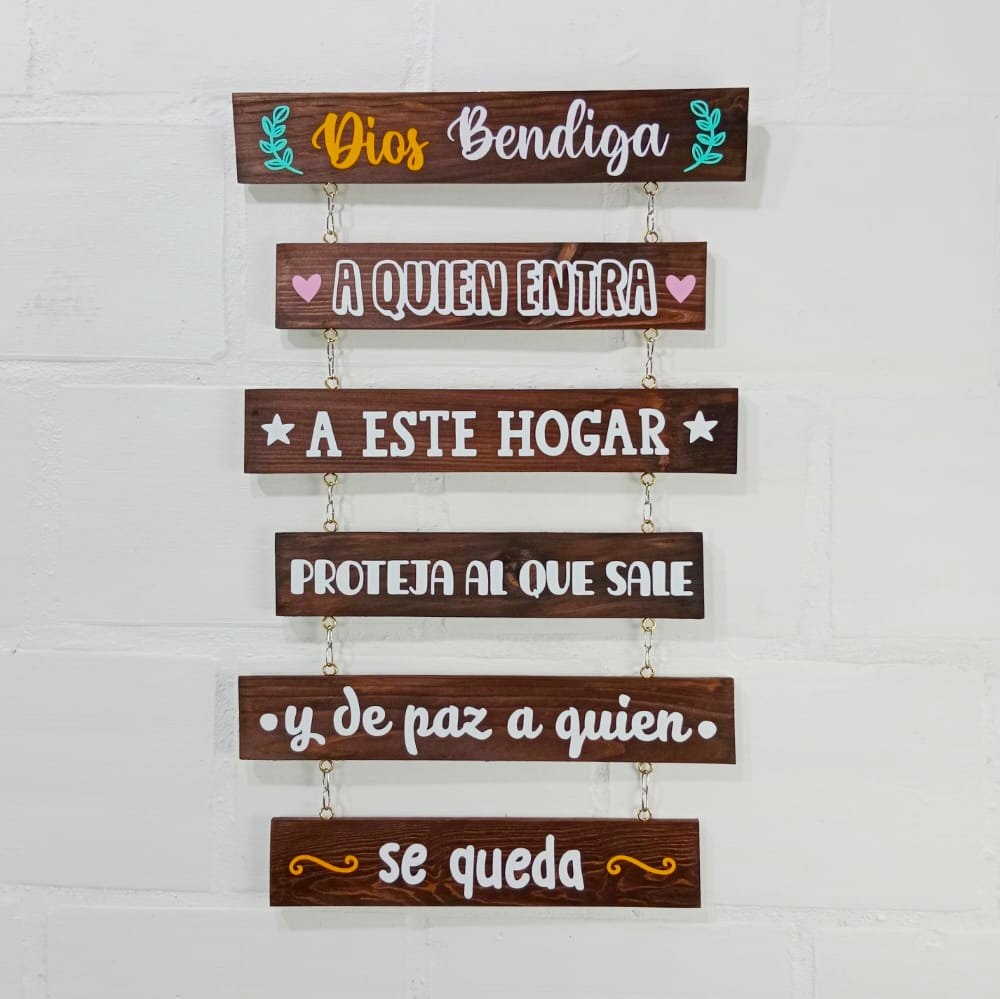 Dios Bendiga
A QUIEN ENTRA
A ESTE HOGAR
PROTEJA AL QUE SALE
y de paz a quien
se queda